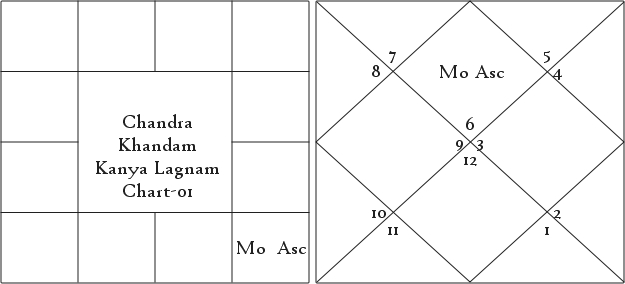 Chandra
Khandam
Kanya Lagnam
Chart-01
Mo Asc
7
5
8
Mo Asc
4
6
9 3
12
10
2
11
1